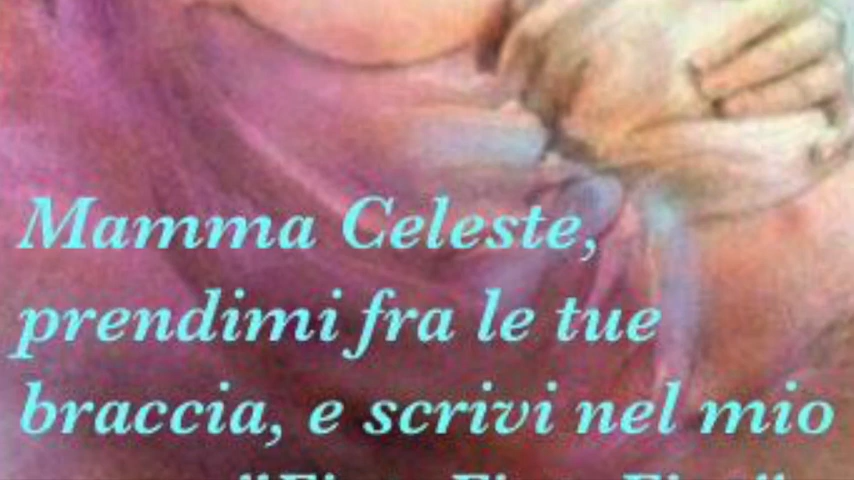 Mamma Celeste,
prendimi fra le tue
braccia, e scrivi nel mio